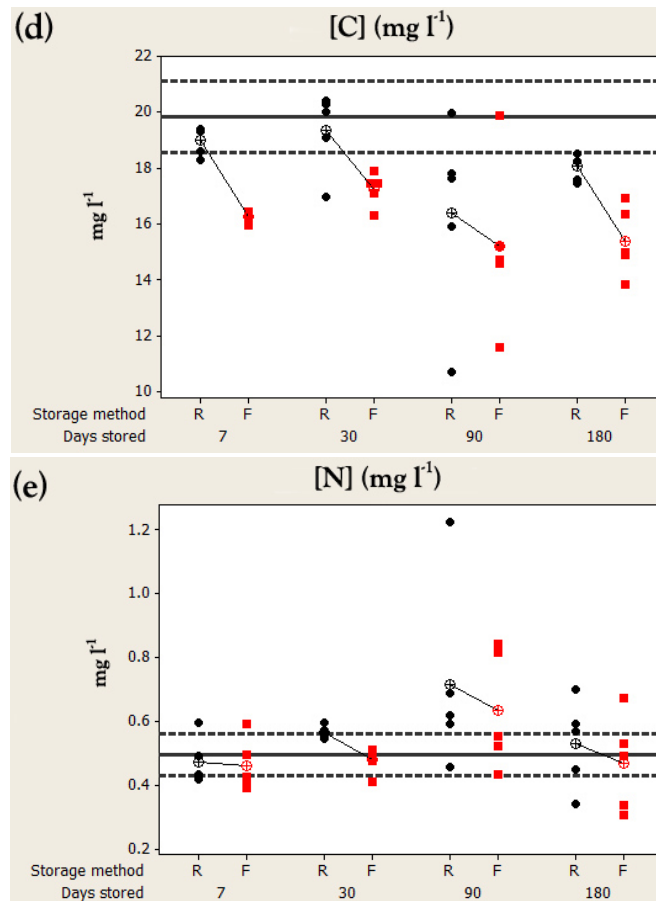 (d) [C] (mg l⁻¹)
22
20
18
16
14
12
10
mg l⁻¹
Storage method R F R F R F R F
Days stored 7 30 90 180
(e) [N] (mg l⁻¹)
1.2
1.0
0.8
0.6
0.4
0.2
mg l⁻¹
Storage method R F R F R F R F
Days stored 7 30 90 180